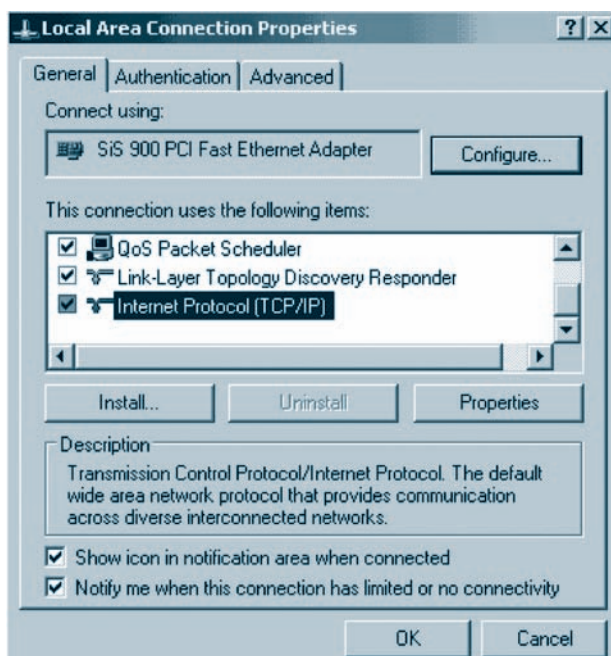 Local Area Connection Properties
General Authentication Advanced
Connect using:
SiS 900 PCI Fast Ethernet Adapter Configure...
This connection uses the following items:
QoS Packet Scheduler
Link-Layer Topology Discovery Responder
Internet Protocol (TCP/IP)
Install... Uninstall Properties
Description
Transmission Control Protocol/Internet Protocol. The default
wide area network protocol that provides communication
across diverse interconnected networks.
Show icon in notification area when connected
Notify me when this connection has limited or no connectivity
OK Cancel